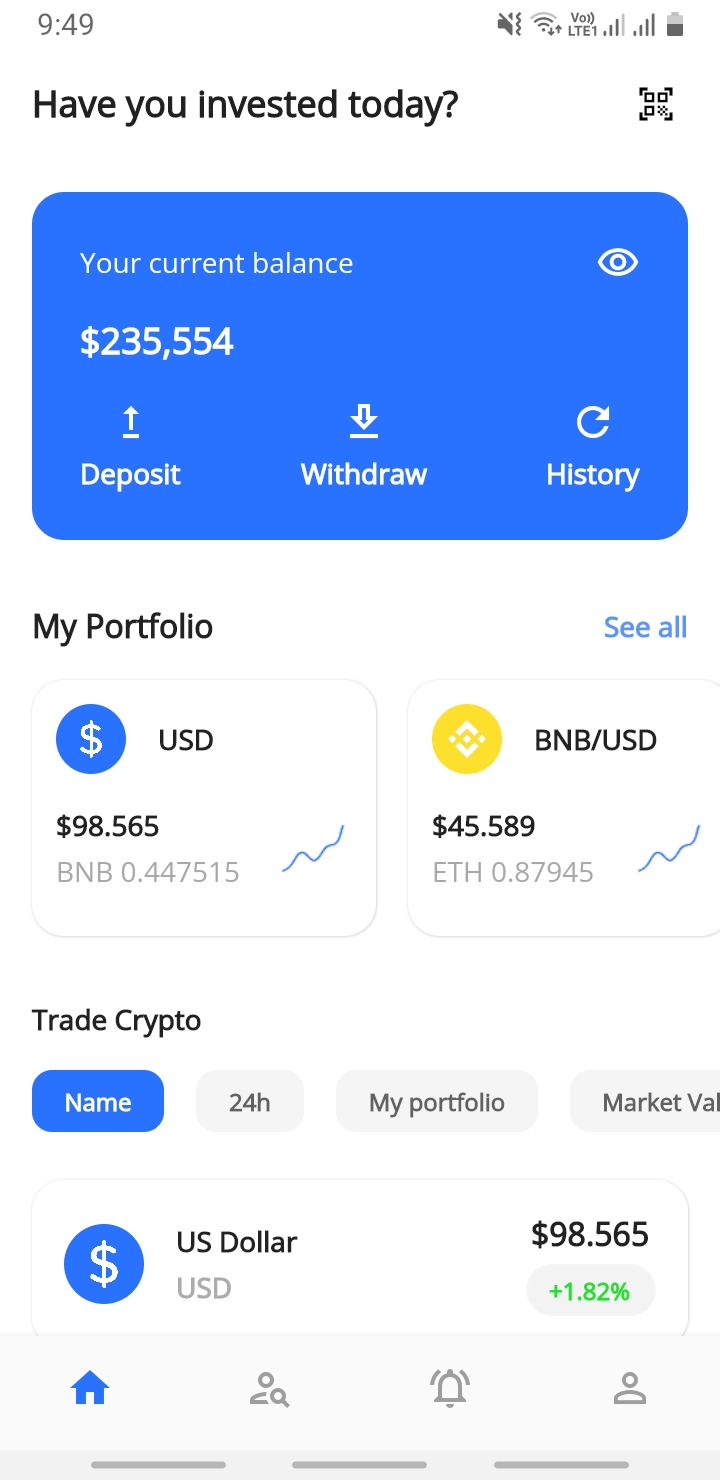 9:49
Vo)) LTE1
Have you invested today?
Your current balance
$235,554
Deposit Withdraw History
My Portfolio See all
$ USD BNB/USD
$98.565 $45.589
BNB 0.447515 ETH 0.87945
Trade Crypto
Name 24h My portfolio Market Val
$ US Dollar $98.565
USD +1.82%